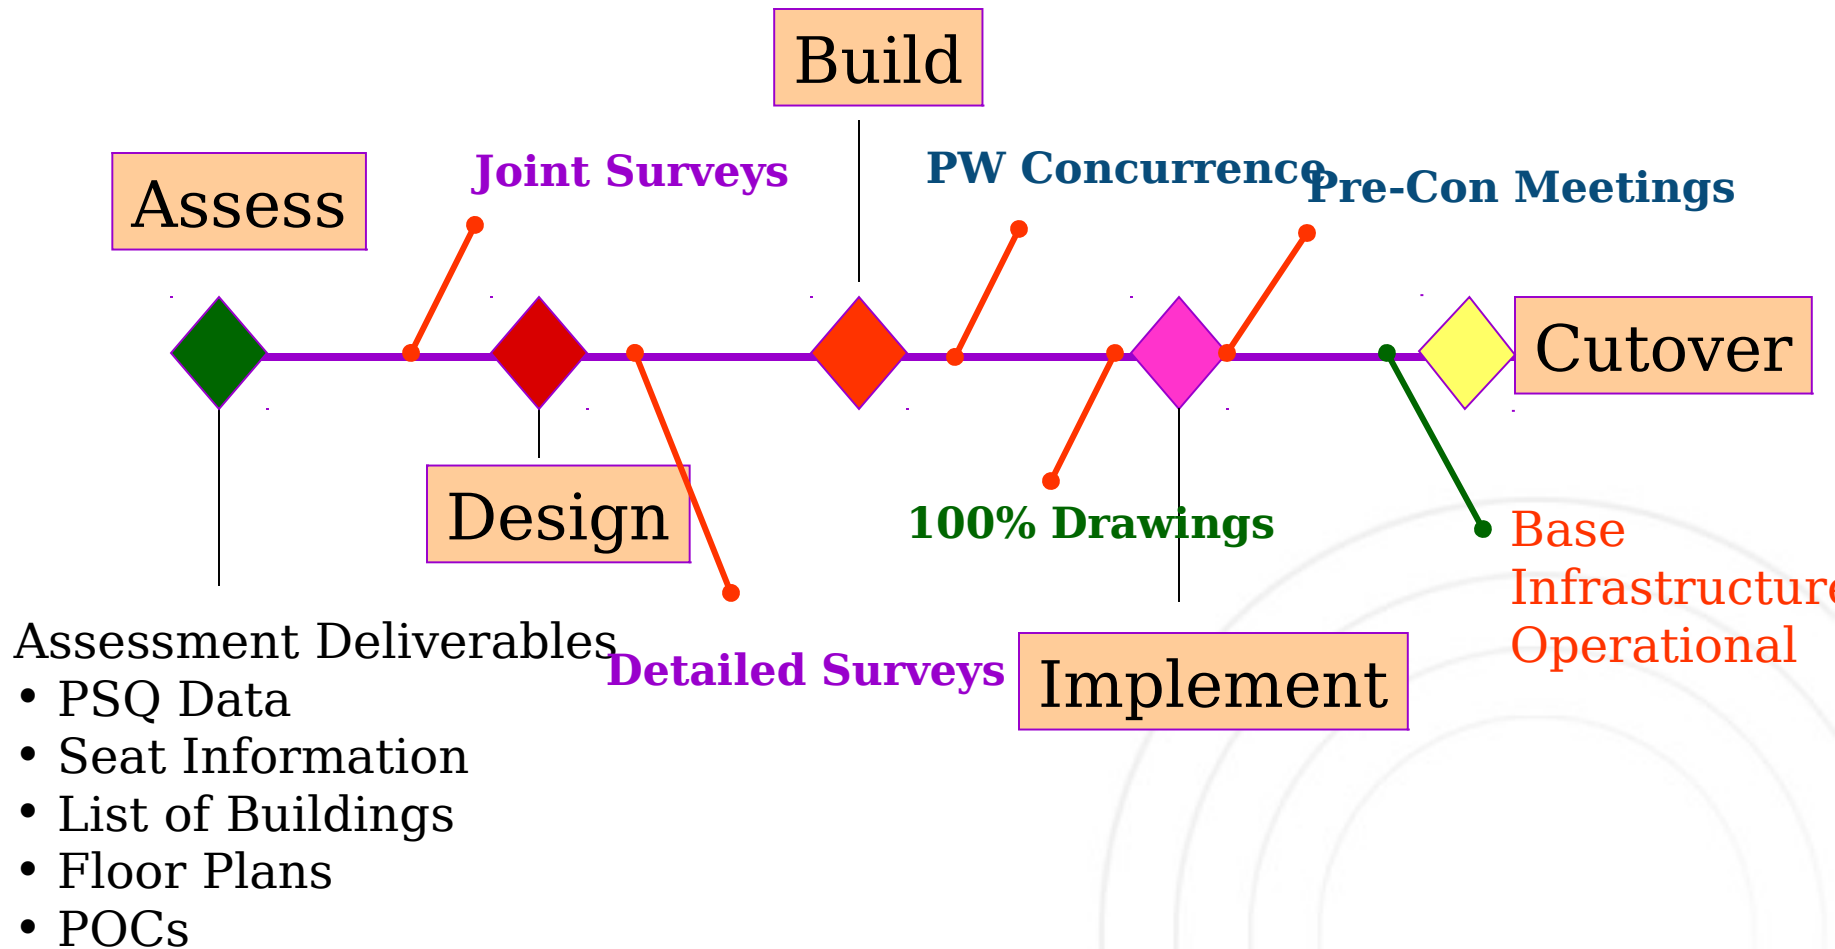 Build
Assess
Joint Surveys
PW Concurrence
Pre-Con Meetings
Cutover
Design
100% Drawings
Base
Infrastructure
Operational
Assessment Deliverables
• PSQ Data
• Seat Information
• List of Buildings
• Floor Plans
• POCs
Detailed Surveys
Implement